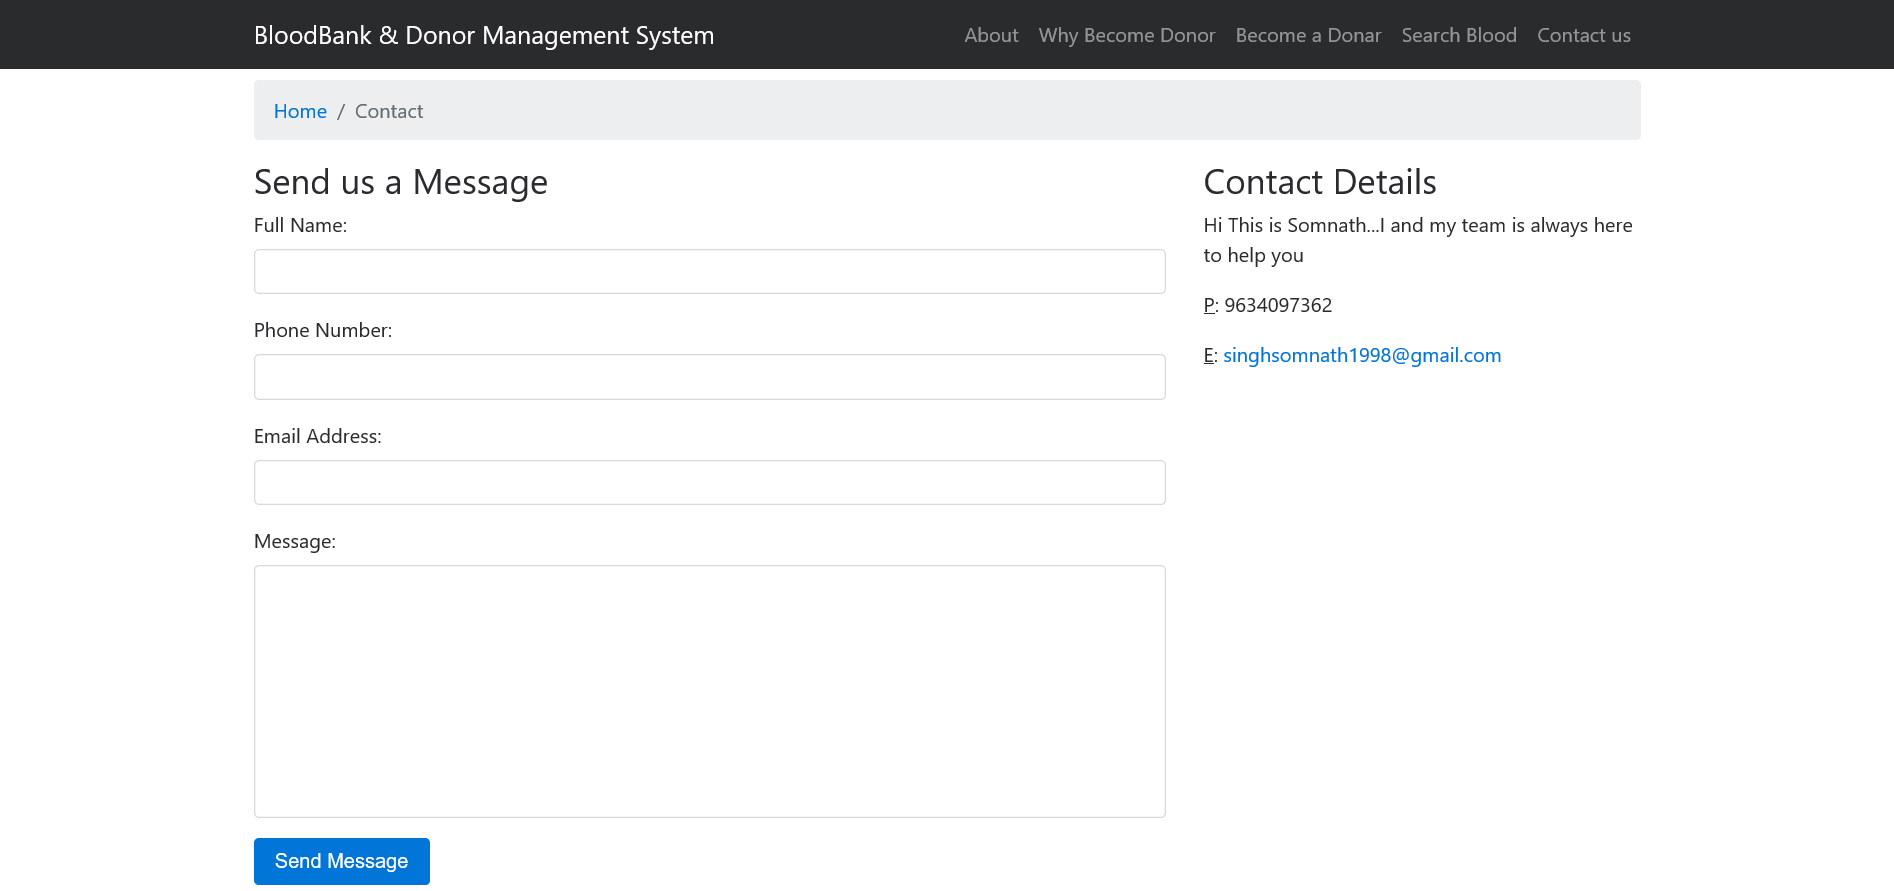 BloodBank & Donor Management System
About Why Become Donor Become a Donar Search Blood Contact us
Home / Contact
Send us a Message
Full Name:
Phone Number:
Email Address:
Message:
Send Message
Contact Details
Hi This is Somnath...I and my team is always here
to help you
P: 9634097362
E: singhsomnath1998@gmail.com